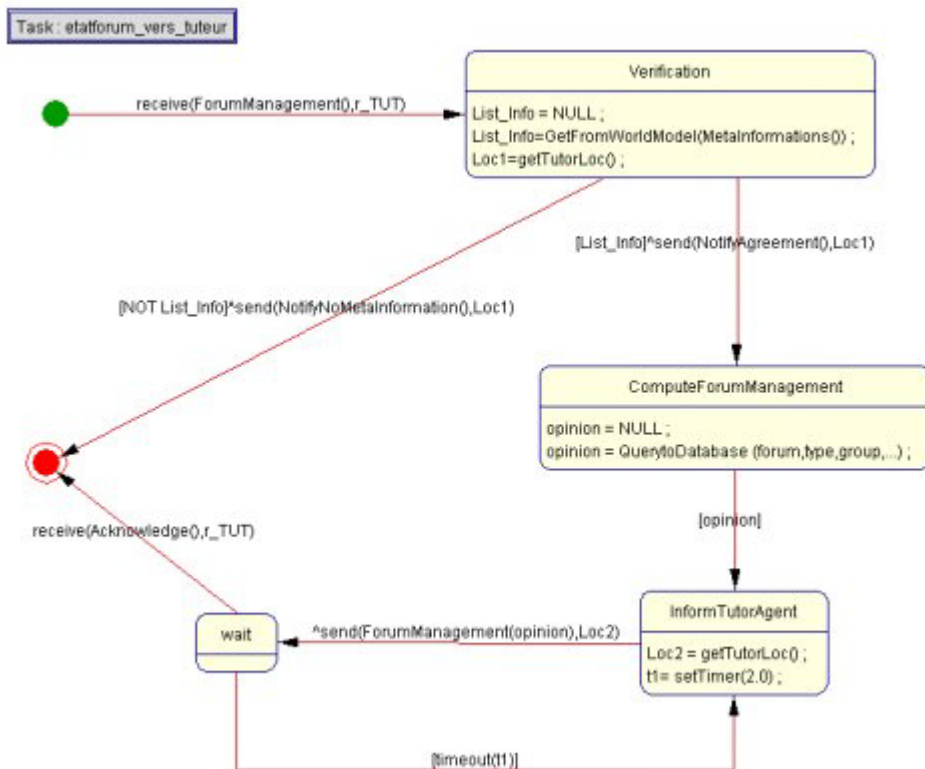 Task : etatforum_vers_tuteur
Verification
receive(ForumManagement(),r_TUT)
List_Info = NULL ;
List_Info=GetFromWorldModel(MetaInformations()) ;
Loc1=getTutorLoc() ;
[List_Info]^send(NotifyAgreement(),Loc1)
[NOT List_Info]^send(NotifyNoMetaInformation(),Loc1)
ComputeForumManagement
opinion = NULL ;
opinion = QuerytoDatabase (forum,type,group,...) ;
[opinion]
receive(Acknowledge(),r_TUT)
InformTutorAgent
wait
^send(ForumManagement(opinion),Loc2)
Loc2 = getTutorLoc() ;
t1= setTimer(2.0) ;
[timeout(t1)]